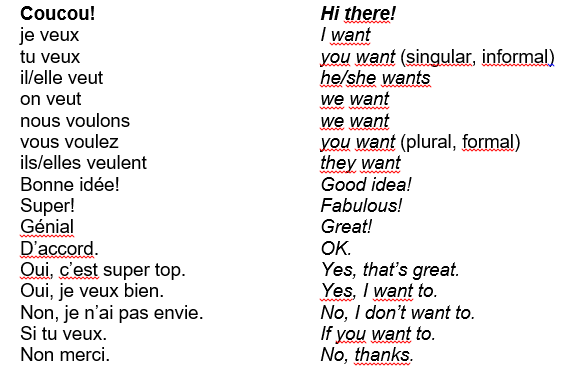 Coucou! Hi there!
je veux I want
tu veux you want (singular, informal)
il/elle veut he/she wants
on veut we want
nous voulons we want
vous voulez you want (plural, formal)
ils/elles veulent they want
Bonne idée! Good idea!
Super! Fabulous!
Génial Great!
D’accord. OK.
Oui, c’est super top. Yes, that’s great.
Oui, je veux bien. Yes, I want to.
Non, je n’ai pas envie. No, I don’t want to.
Si tu veux. If you want to.
Non merci. No, thanks.